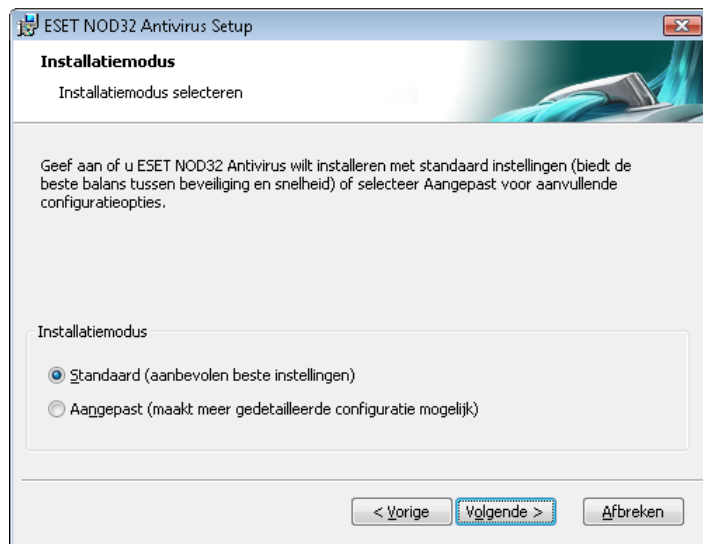 ESET NOD32 Antivirus Setup
Installatiemodus
Installatiemodus selecteren
Geef aan of u ESET NOD32 Antivirus wilt installeren met standaard instellingen (biedt de
beste balans tussen beveiliging en snelheid) of selecteer Aangepast voor aanvullende
configuratieopties.
Installatiemodus
Standaard (aanbevolen beste instellingen)
Aangepast (maakt meer gedetailleerde configuratie mogelijk)
< Vorige
Volgende >
Afbreken